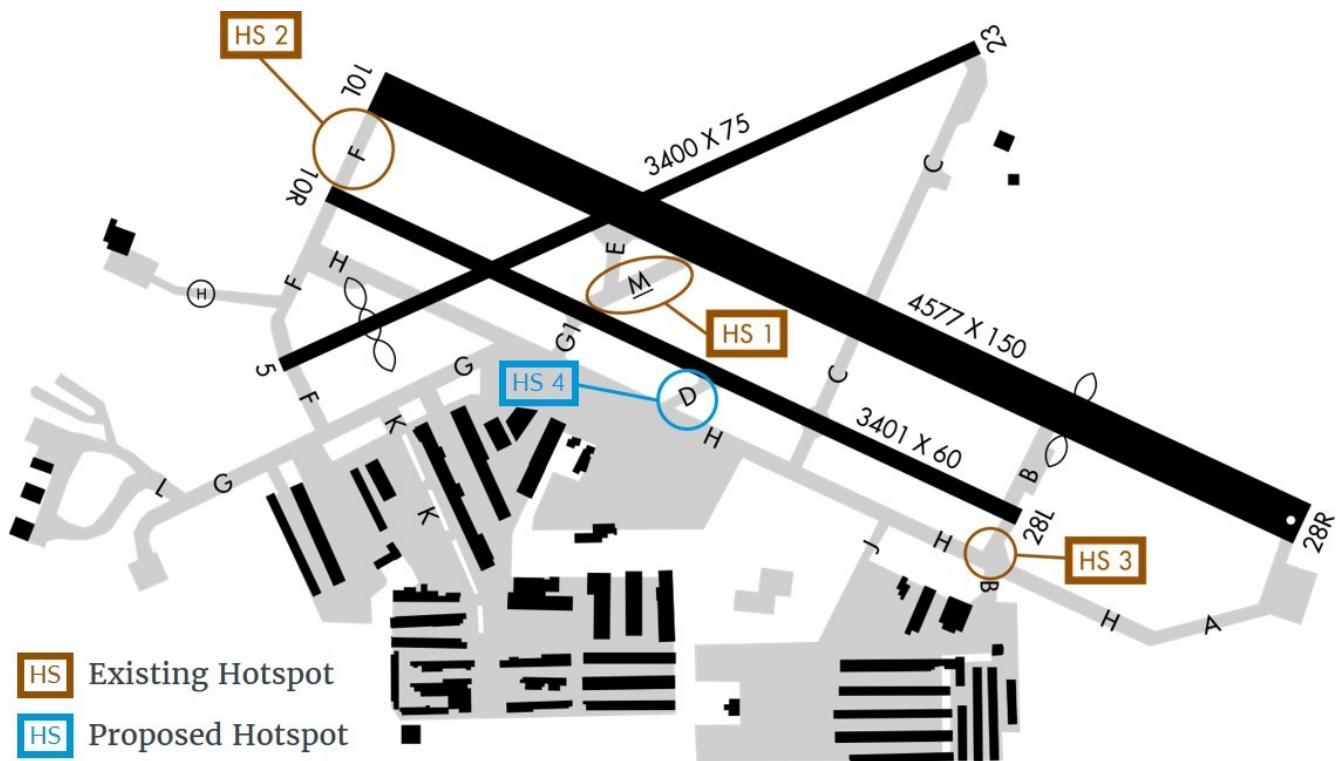 HS 2
23
10L
3400 X 75
F
C
10R
H
E
F
H
M
4577 X 150
HS 1
G1
5
G
C
HS 4
D
F
K
H
3401 X 60
B
L
G
K
28L
28R
J
H
HS 3
B
H
A
HS Existing Hotspot
HS Proposed Hotspot